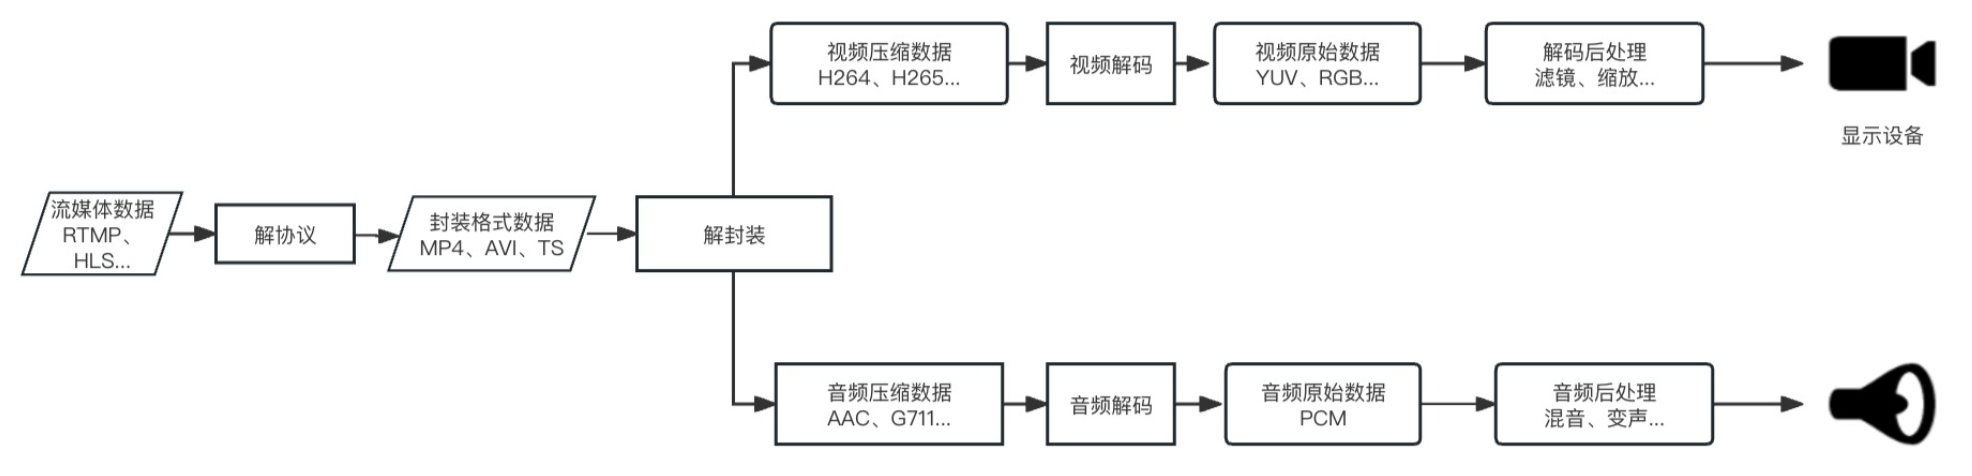 流媒体数据
RTMP、
HLS...
解协议
封装格式数据
MP4、AVI、TS
解封装
视频压缩数据
H264、H265...
视频解码
视频原始数据
YUV、RGB...
解码后处理
滤镜、缩放...
显示设备
音频压缩数据
AAC、G711...
音频解码
音频原始数据
PCM
音频后处理
混音、变声...